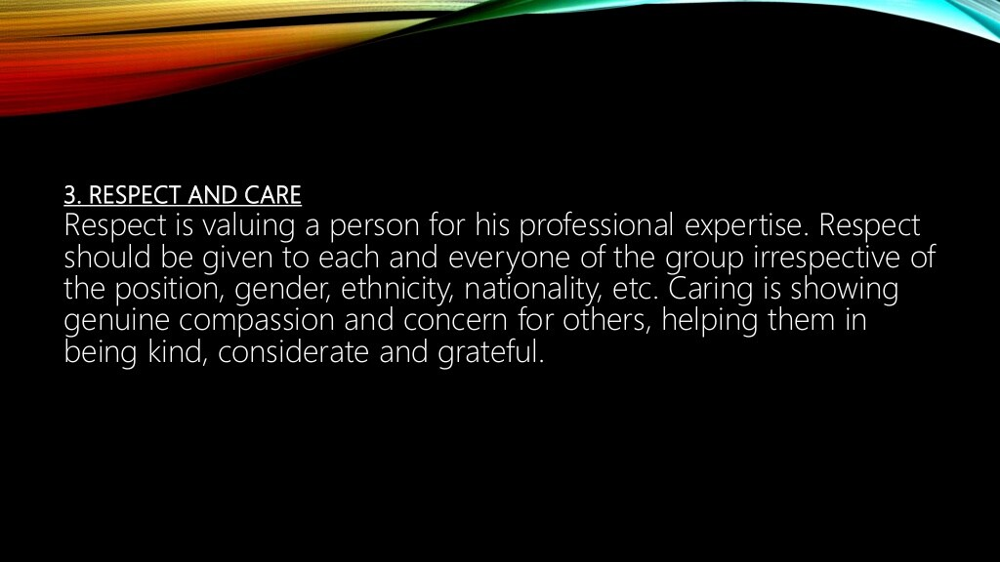 3. RESPECT AND CARE
Respect is valuing a person for his professional expertise. Respect
should be given to each and everyone of the group irrespective of
the position, gender, ethnicity, nationality, etc. Caring is showing
genuine compassion and concern for others, helping them in
being kind, considerate and grateful.